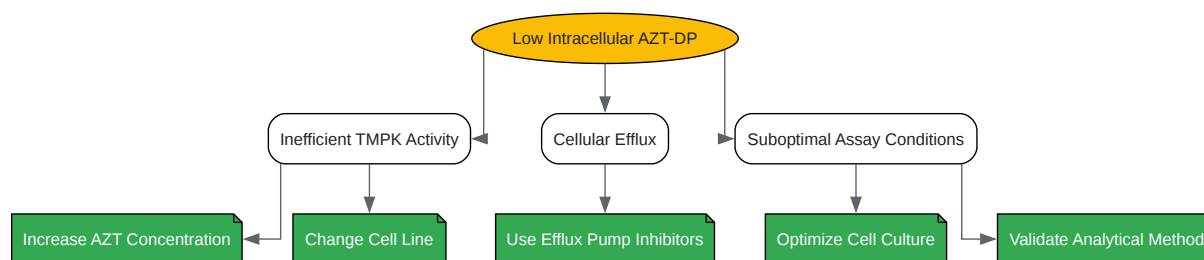 Low Intracellular AZT-DP
Inefficient TMPK Activity
Cellular Efflux
Suboptimal Assay Conditions
Increase AZT Concentration
Change Cell Line
Use Efflux Pump Inhibitors
Optimize Cell Culture
Validate Analytical Method